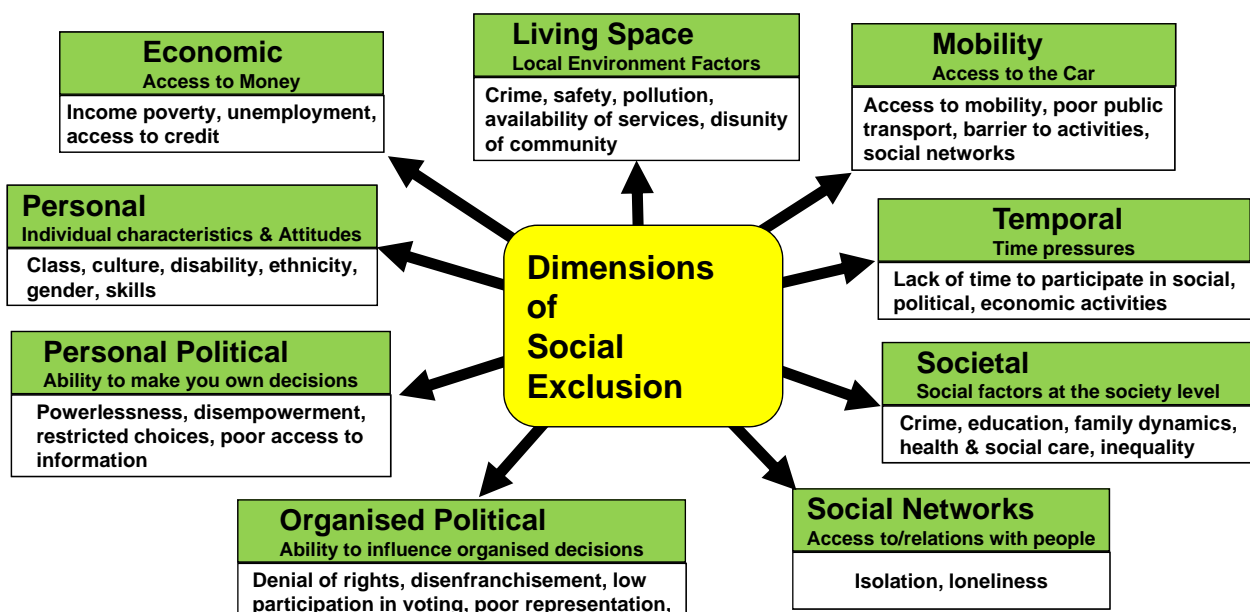 Economic
Access to Money
Income poverty, unemployment,
access to credit
Living Space
Local Environment Factors
Crime, safety, pollution,
availability of services, disunity
of community
Mobility
Access to the Car
Access to mobility, poor public
transport, barrier to activities,
social networks
Personal
Individual characteristics & Attitudes
Class, culture, disability, ethnicity,
gender, skills
Dimensions
of
Social
Exclusion
Temporal
Time pressures
Lack of time to participate in social,
political, economic activities
Personal Political
Ability to make you own decisions
Powerlessness, disempowerment,
restricted choices, poor access to
information
Societal
Social factors at the society level
Crime, education, family dynamics,
health & social care, inequality
Organised Political
Ability to influence organised decisions
Denial of rights, disenfranchisement, low
participation in voting, poor representation,
Social Networks
Access to/relations with people
Isolation, loneliness